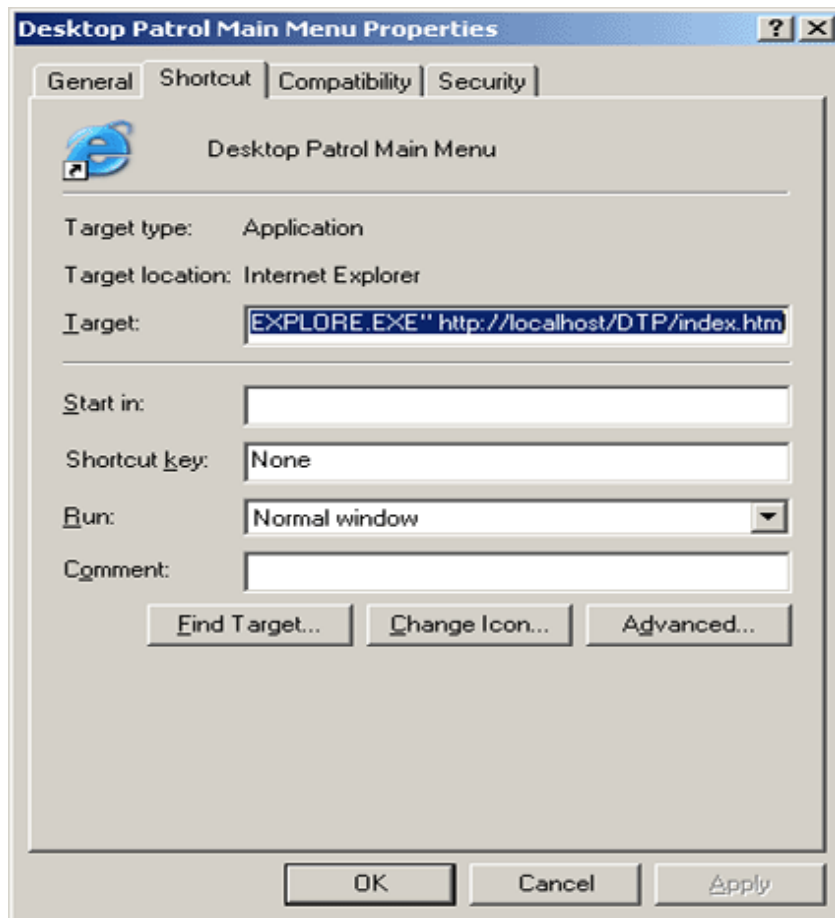 Desktop Patrol Main Menu Properties
General Shortcut Compatibility Security
Desktop Patrol Main Menu
Target type: Application
Target location: Internet Explorer
Target: EXPLORE.EXE" http://localhost/DTP/index.htm
Start in:
Shortcut key: None
Run: Normal window
Comment:
Find Target... Change Icon... Advanced...
OK Cancel Apply